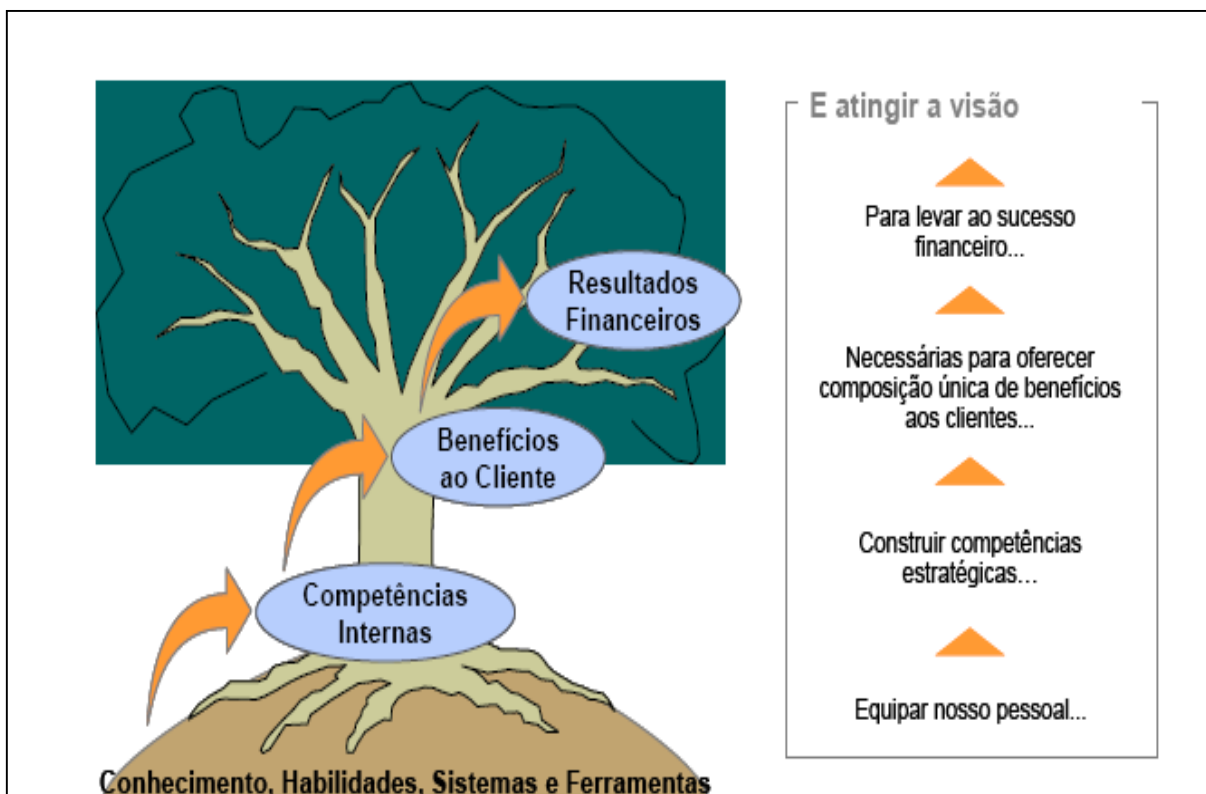 Resultados
Financeiros
Benefícios
ao Cliente
Competências
Internas
Conhecimento, Habilidades, Sistemas e Ferramentas
E atingir a visão
Para levar ao sucesso
financeiro...
Necessárias para oferecer
composição única de benefícios
aos clientes...
Construir competências
estratégicas...
Equipar nosso pessoal...